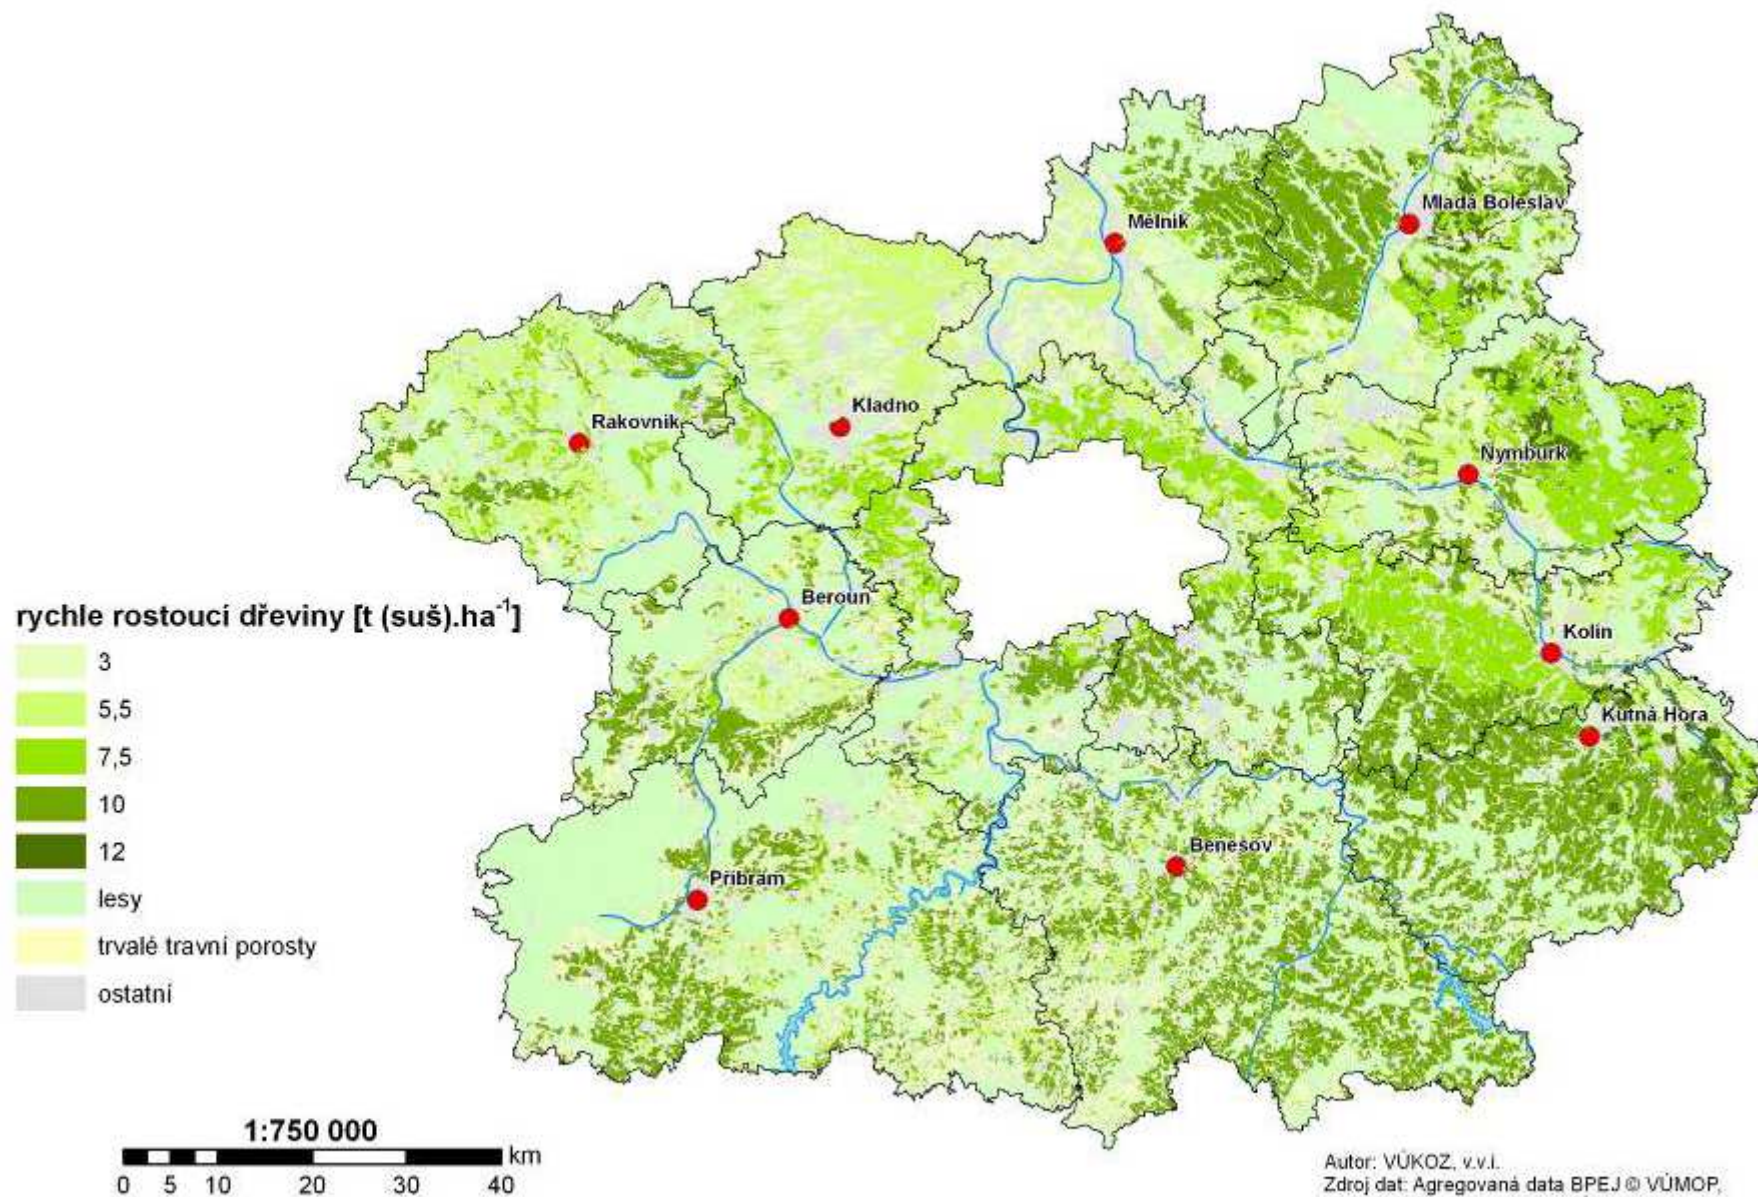 Mladá Boleslav
Mělník
Kladno
Rakovník
Nymburk
Beroun
Kolín
Kutná Hora
Benešov
Příbram
rychle rostoucí dřeviny [t (suš).ha⁻¹]
3
5,5
7,5
10
12
lesy
trvalé travní porosty
ostatní
1:750 000
km
0 5 10 20 30 40
Autor: VÚKOZ, v.v.i.
Zdroj dat: Agregovaná data BPEJ © VÚMOP,